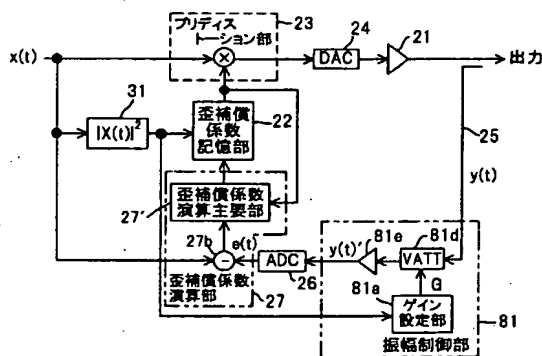 プリディス
トーション部
23
24
21
x(t)
×
DAC
出力
31
|X(t)|²
歪補償
係数
記憶部
22
25
y(t)
27'
歪補償係数
演算主要部
27b
e(t)
−
ADC
26
y(t)'
81e
81d
VATT
歪補償係数
演算部
27
81a
G
ゲイン
設定部
81
振幅制御部